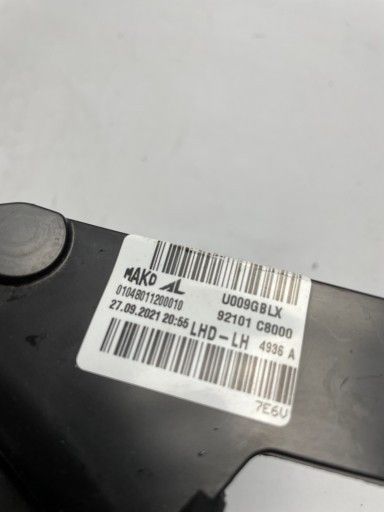 MAKO AL U009GBLX
01048011200010 92101 C8000
27.09.2021 20:55 LHD-LH 4936 A
7E6U